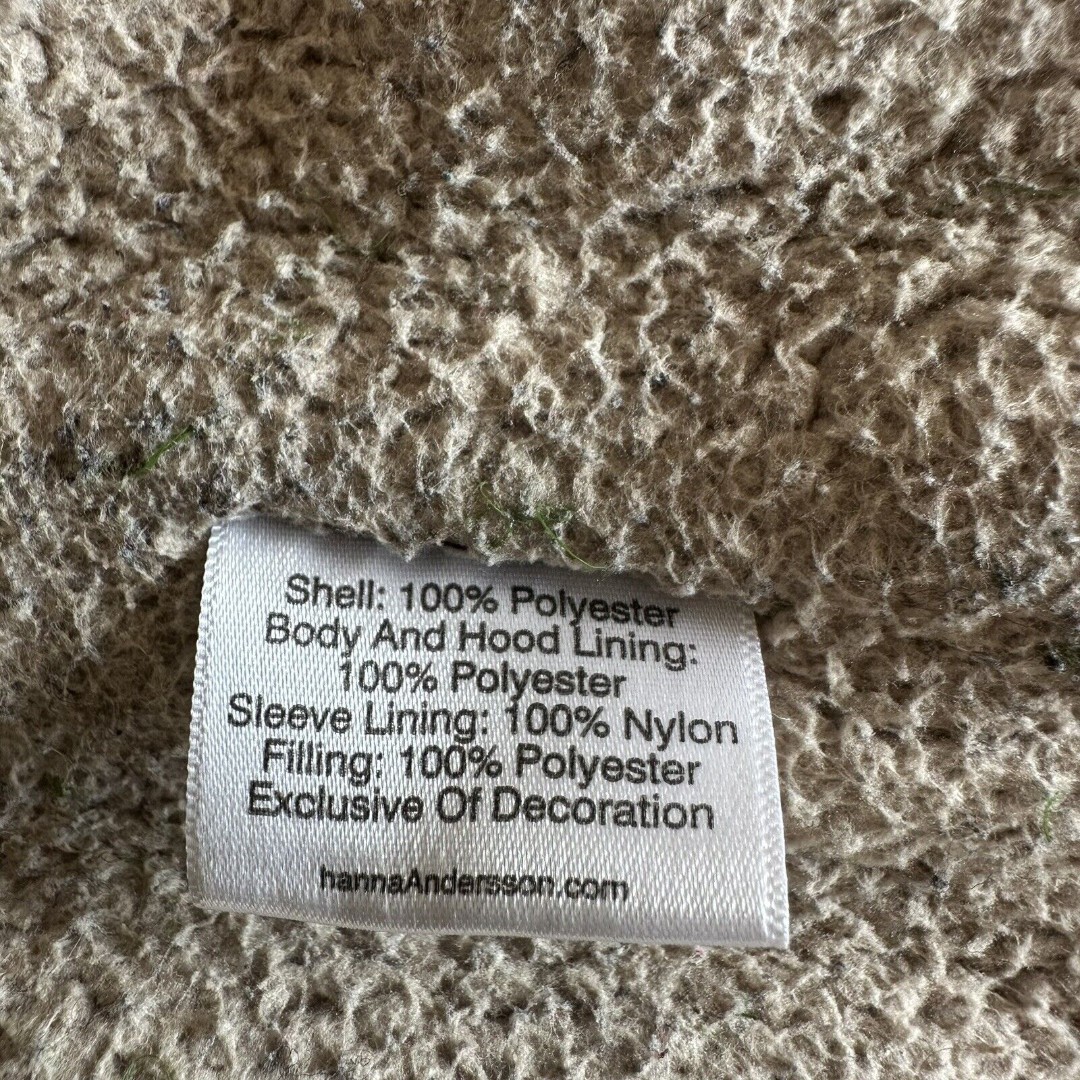 Shell: 100% Polyester
Body And Hood Lining:
100% Polyester
Sleeve Lining: 100% Nylon
Filling: 100% Polyester
Exclusive Of Decoration
hannaAndersson.com